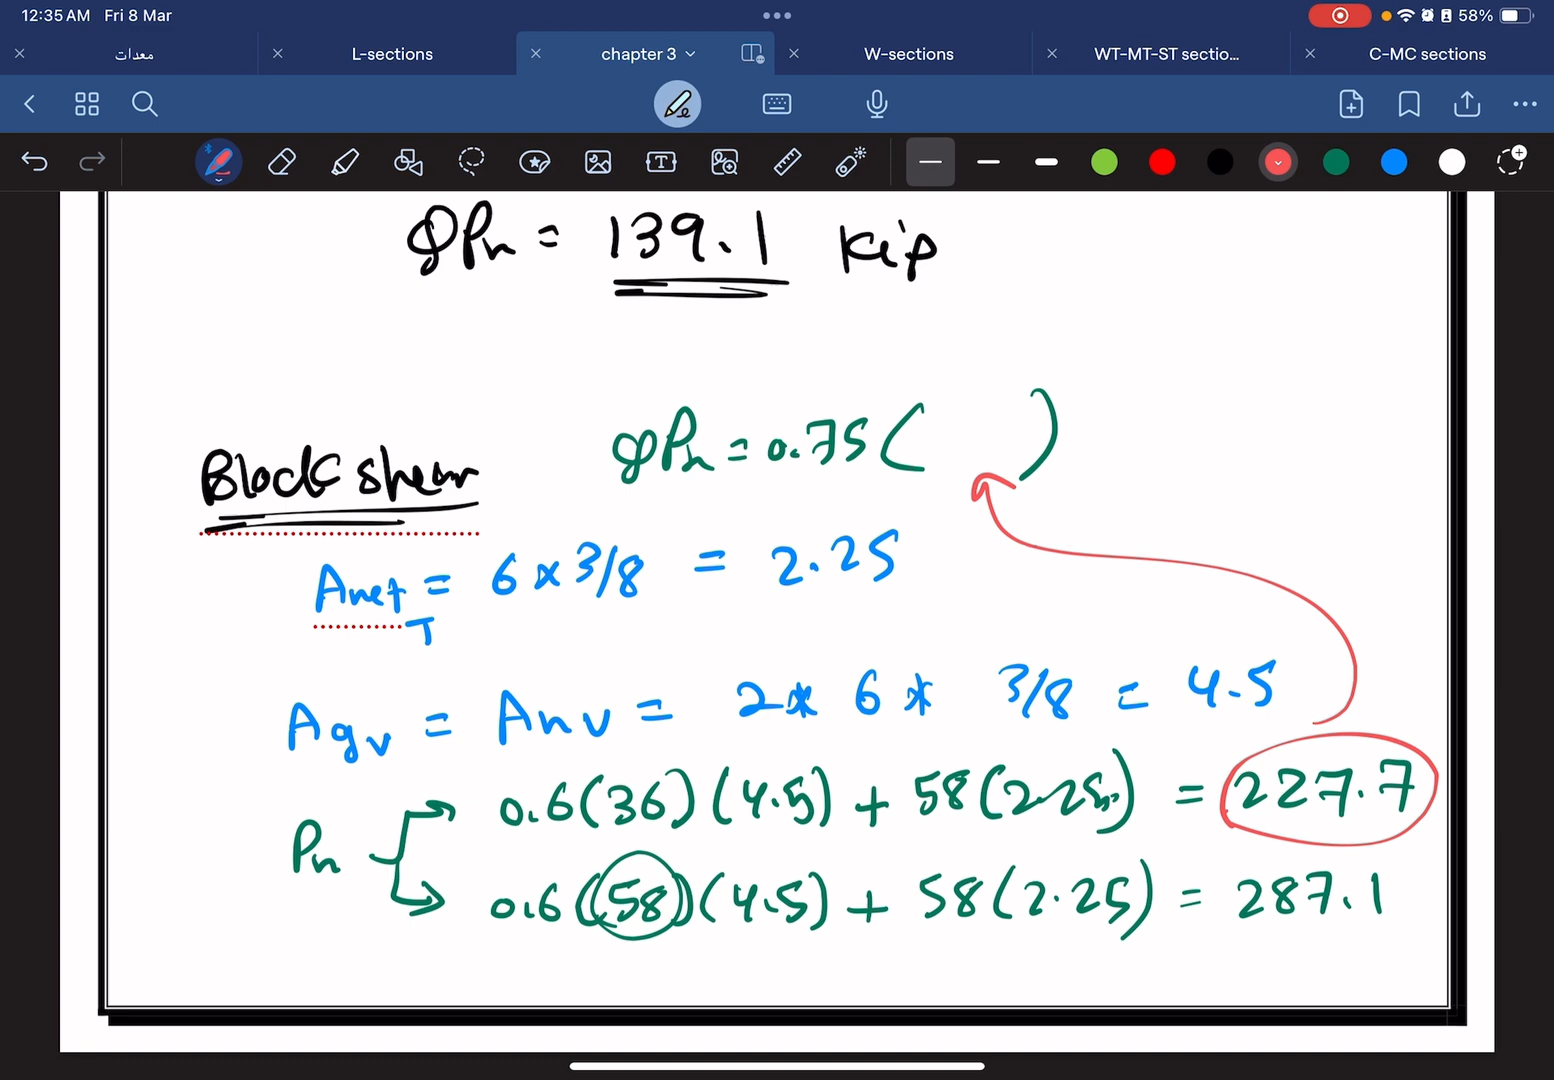 12:35 AM Fri 8 Mar
58%
معدات
L-sections
chapter 3
W-sections
WT-MT-ST sectio...
C-MC sections
T
ØPn = 139.1 Kip
ØPn = 0.75 ( )
Block shear
Anet T = 6 x 3/8 = 2.25
Agv = Anv = 2 * 6 * 3/8 = 4.5
0.6(36)(4.5) + 58(2.25) = 227.7
Pn
0.6(58)(4.5) + 58(2.25) = 287.1